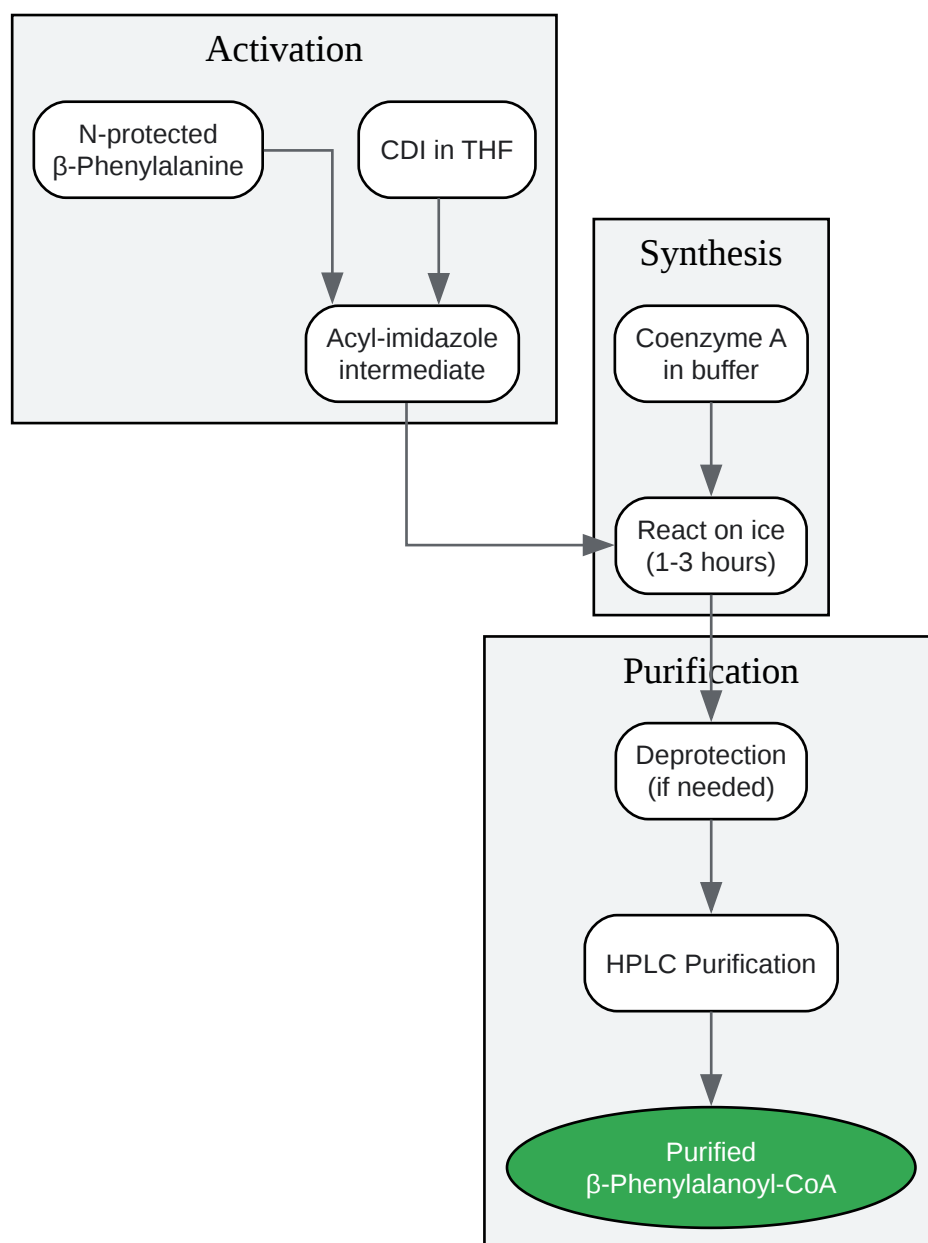 Activation
N-protected
β-Phenylalanine
CDI in THF
Acyl-imidazole
intermediate
Synthesis
Coenzyme A
in buffer
React on ice
(1-3 hours)
Purification
Deprotection
(if needed)
HPLC Purification
Purified
β-Phenylalanoyl-CoA